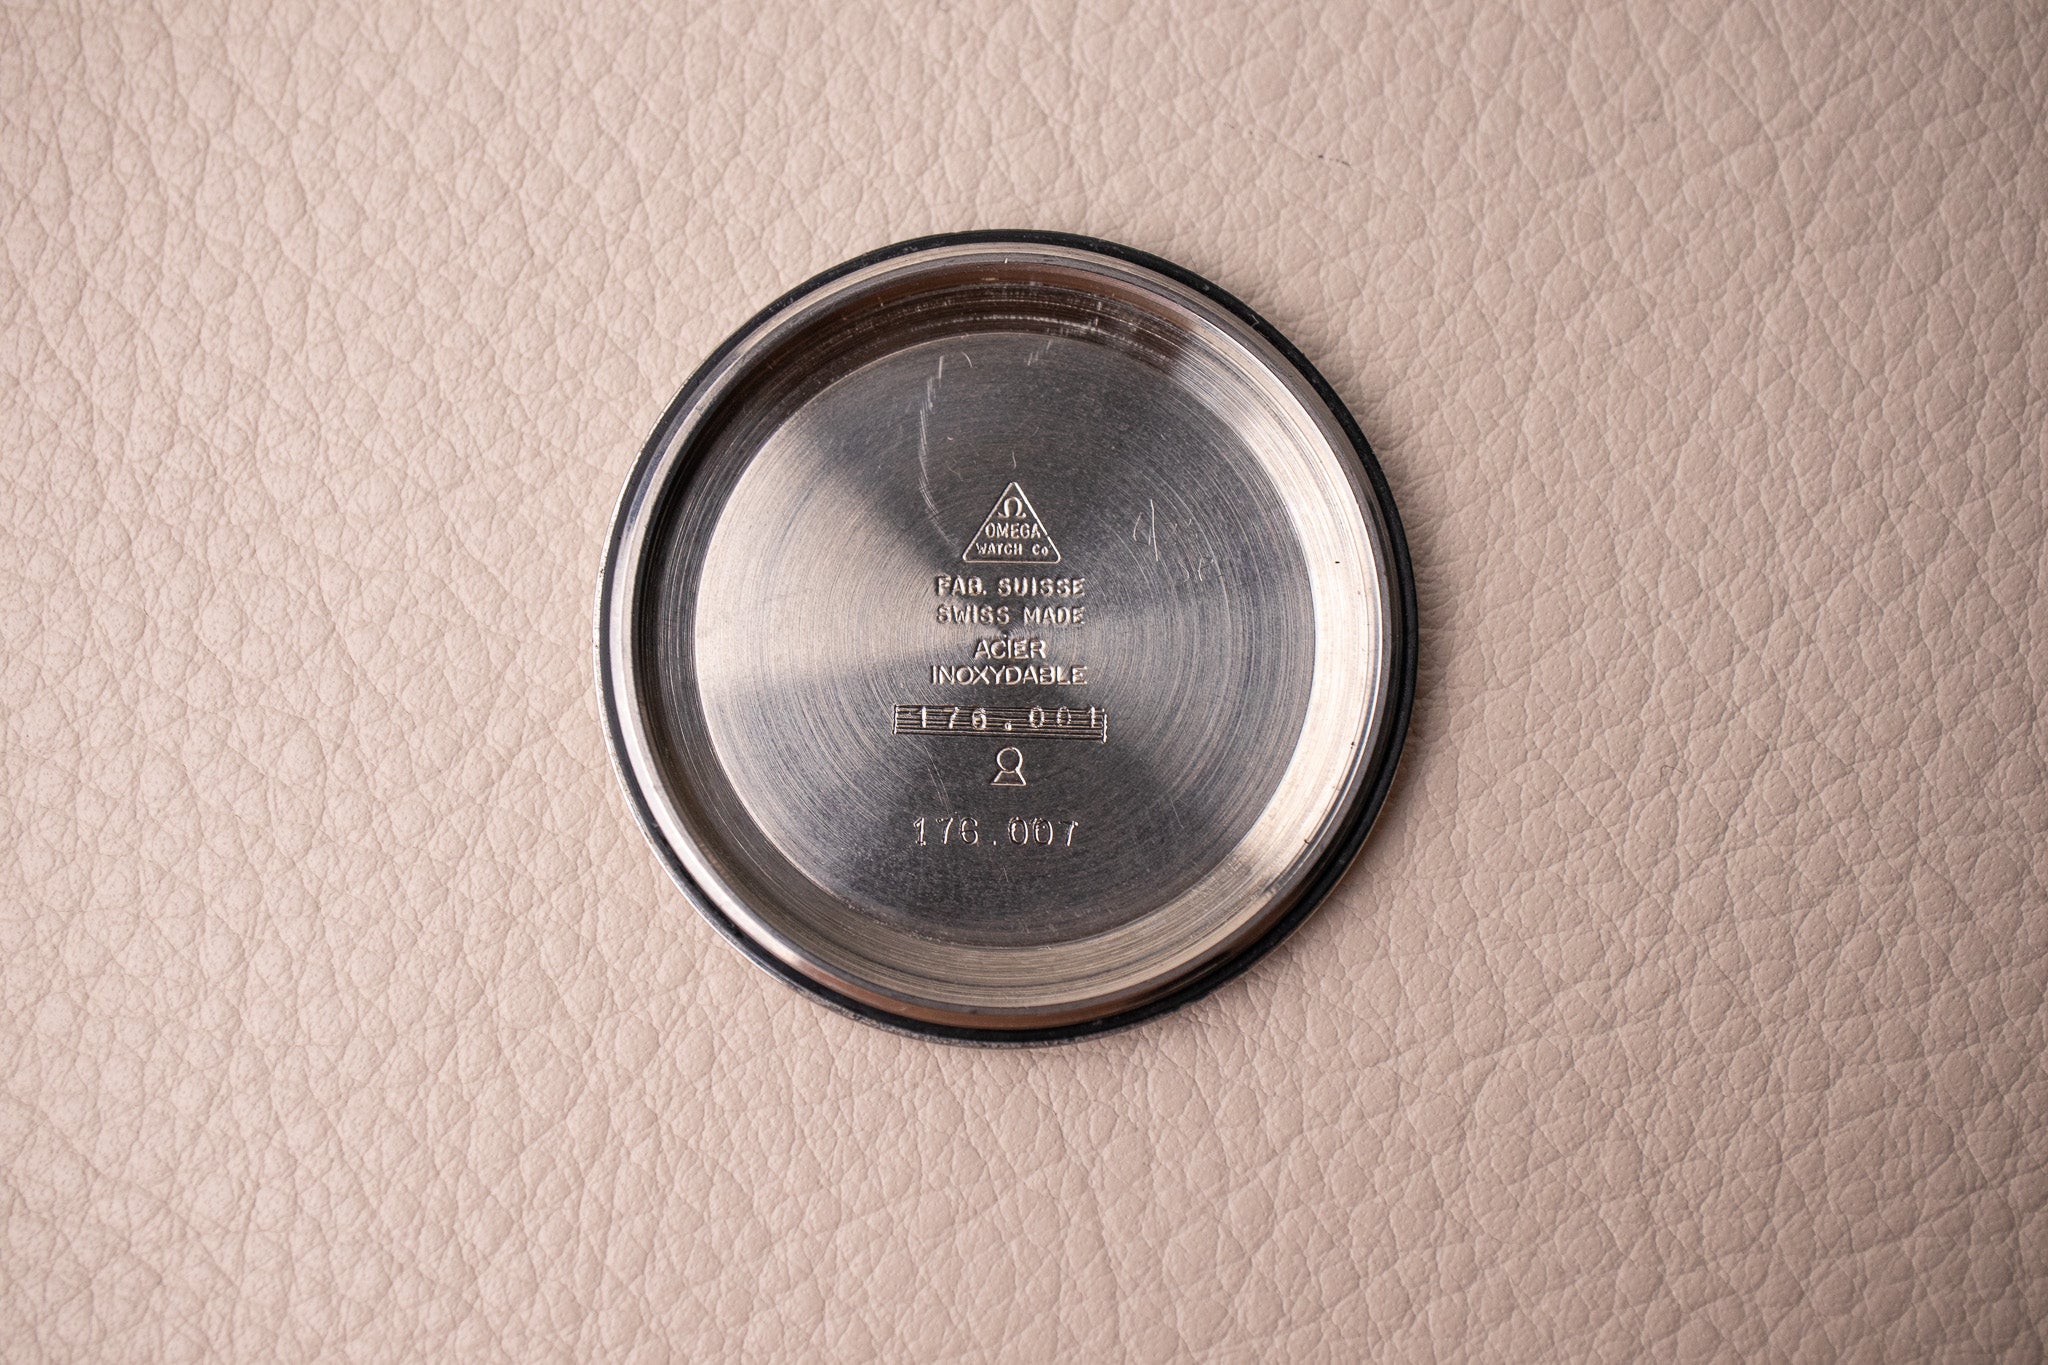 Ω
OMEGA
WATCH Co
FAB. SUISSE
SWISS MADE
ACIER
INOXYDABLE
176.001
176.007